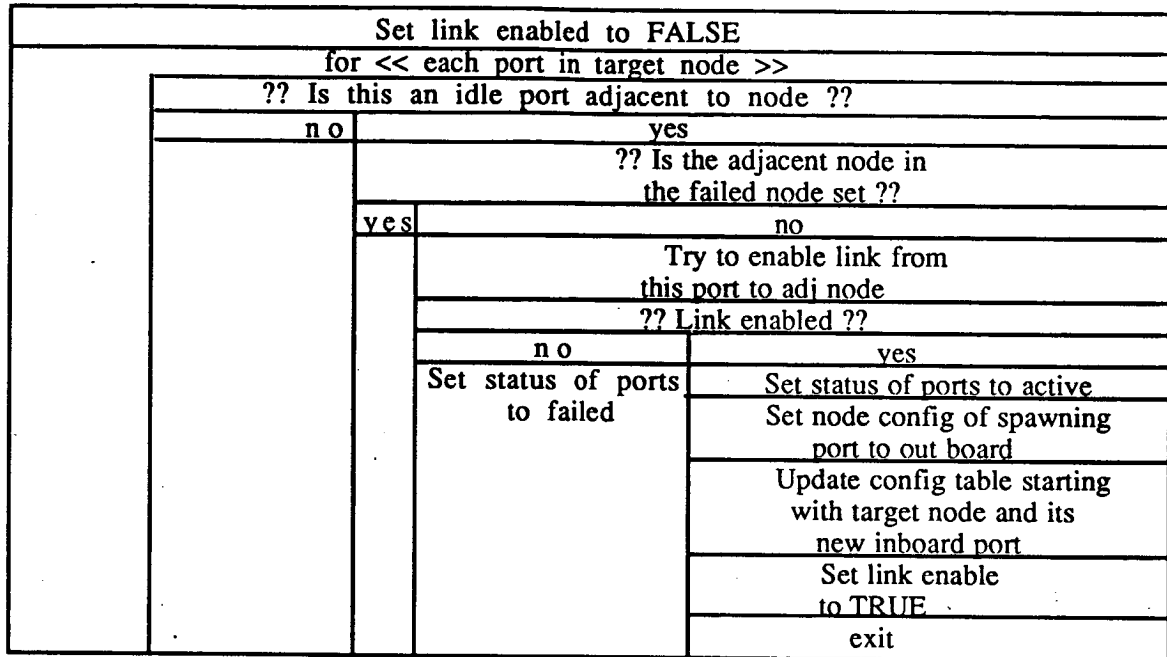 Set link enabled to FALSE
for << each port in target node >>
?? Is this an idle port adjacent to node ??
no
yes
?? Is the adjacent node in
the failed node set ??
yes
no
Try to enable link from
this port to adj node
?? Link enabled ??
no
yes
Set status of ports
to failed
Set status of ports to active
Set node config of spawning
port to out board
Update config table starting
with target node and its
new inboard port
Set link enable
to TRUE
exit